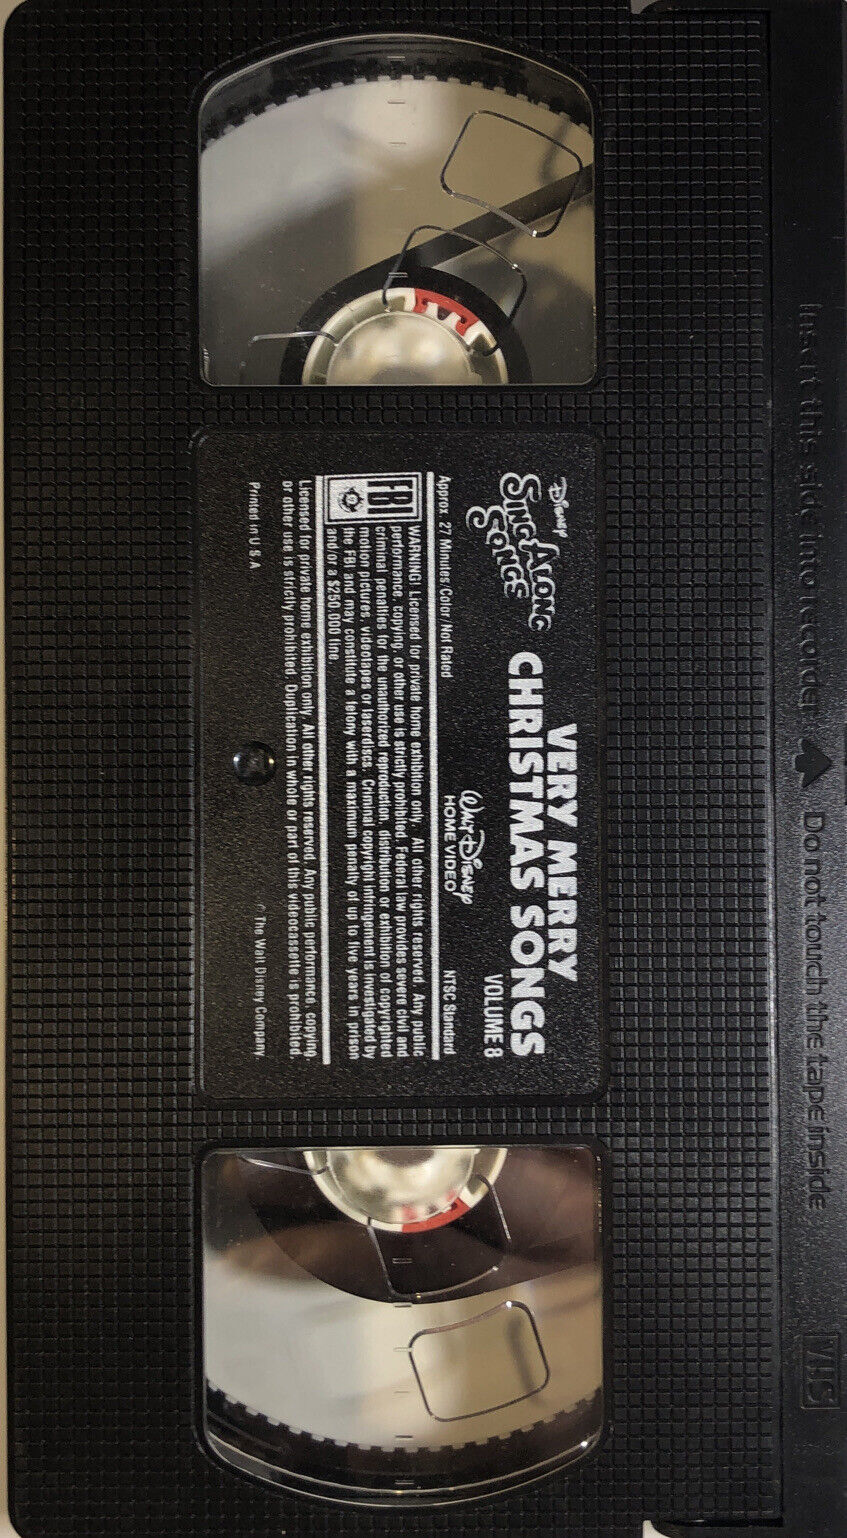 Insert this side into recorder Do not touch the tape inside
VHS
Disney
SING ALONG
SONGS
VERY MERRY
CHRISTMAS SONGS
VOLUME 8
WALT DISNEY
HOME VIDEO
Approx. 27 Minutes/Color/Not Rated
NTSC Standard
FBI
WARNING! Licensed for private home exhibition only. All other rights reserved. Any public
performance, copying, or other use is strictly prohibited. Federal law provides severe civil and
criminal penalties for the unauthorized reproduction, distribution or exhibition of copyrighted
motion pictures, videotapes or laserdiscs. Criminal copyright infringement is investigated by
the FBI and may constitute a felony with a maximum penalty of up to five years in prison
and/or a $250,000 fine.
Licensed for private home exhibition only. All other rights reserved. Any public performance, copying,
or other use is strictly prohibited. Duplication in whole or part of this videocassette is prohibited.
Printed in U S A
© The Walt Disney Company